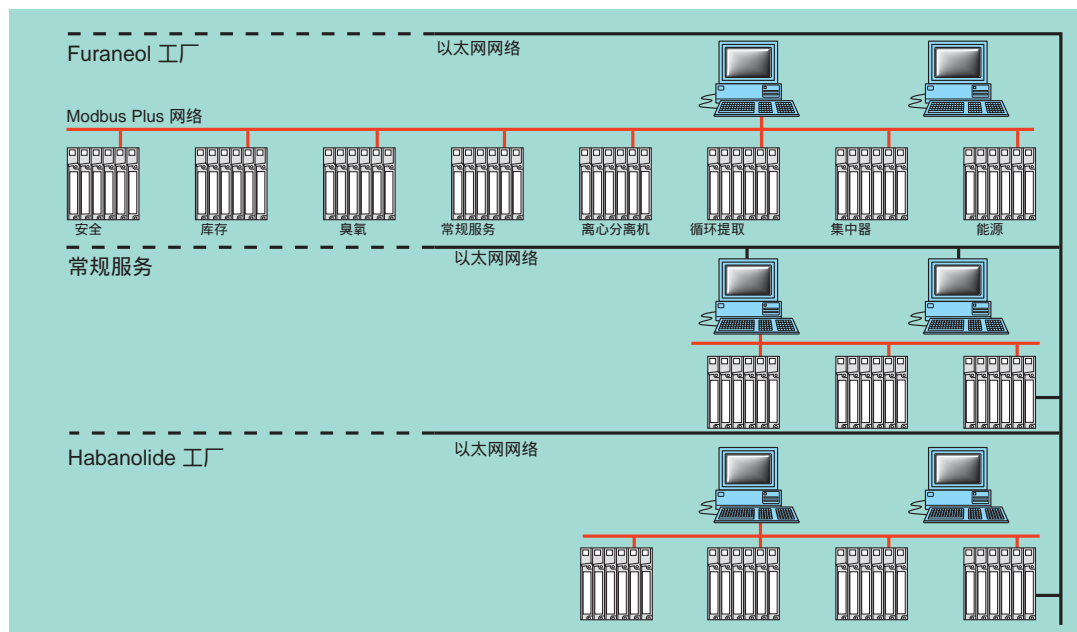 Furaneol 工厂
以太网网络
Modbus Plus 网络
安全
库存
臭氧
常规服务
离心分离机
循环提取
集中器
能源
常规服务
以太网网络
Habanolide 工厂
以太网网络